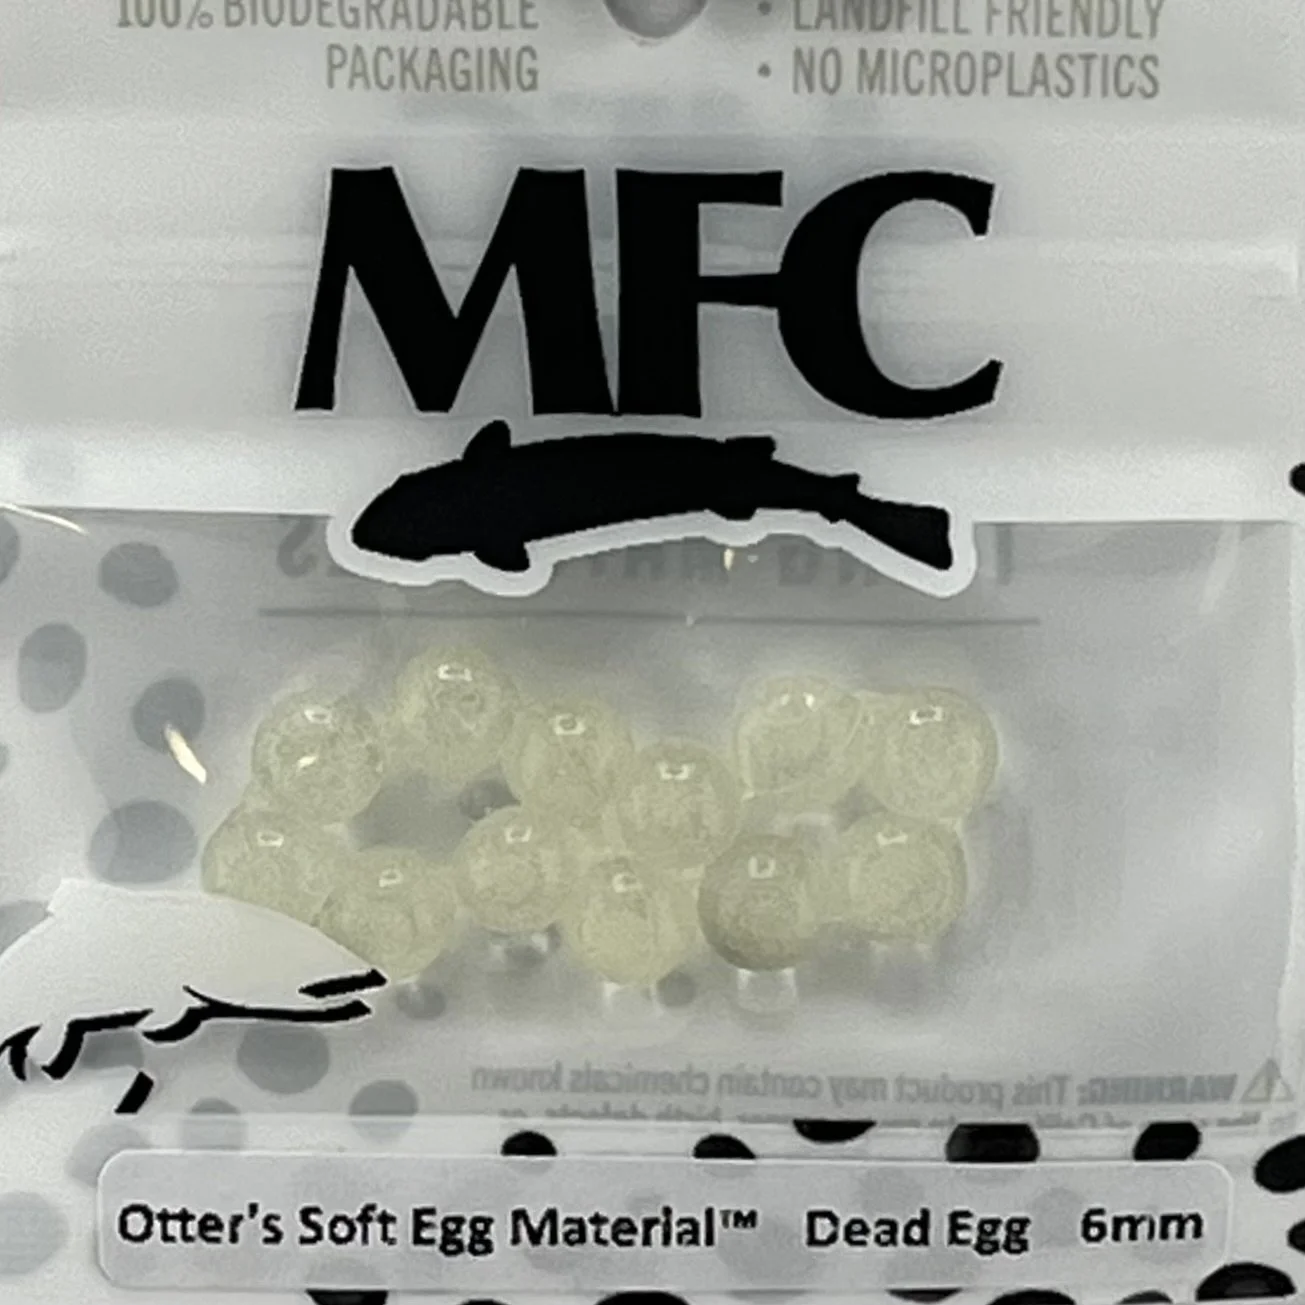 100% BIODEGRADABLE
PACKAGING
• LANDFILL FRIENDLY
• NO MICROPLASTICS
MFC
WARNING: This product may contain chemicals known
Otter's Soft Egg Material™ Dead Egg 6mm